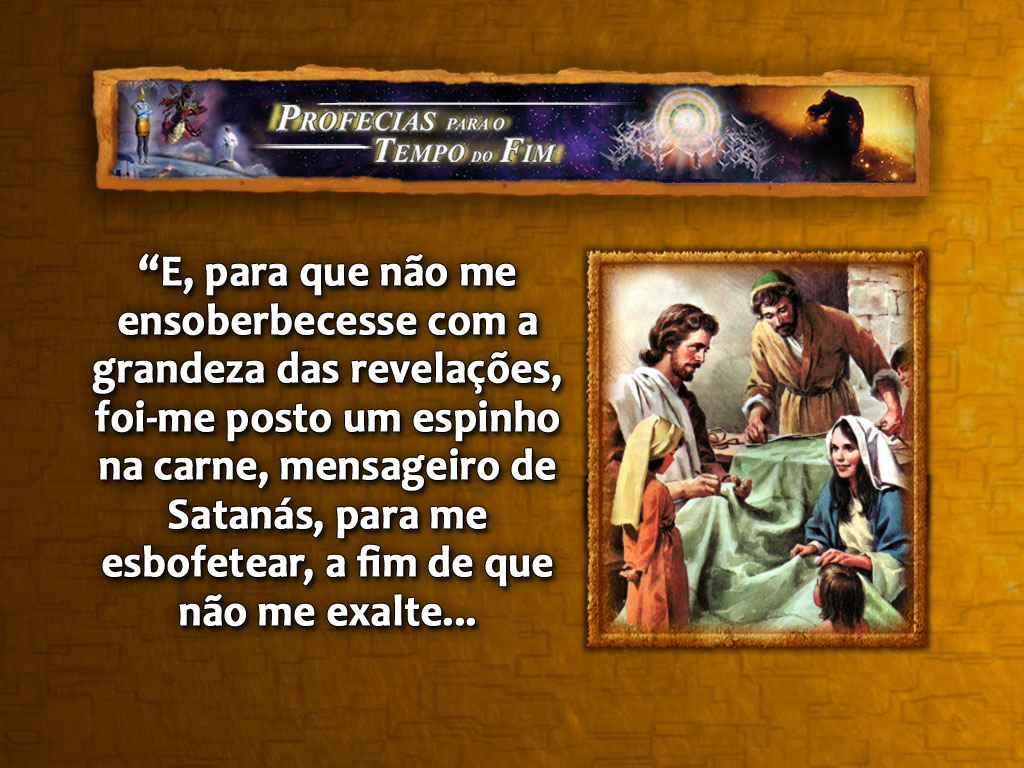 PROFECIAS PARA O
TEMPO DO FIM
“E, para que não me
ensoberbecesse com a
grandeza das revelações,
foi-me posto um espinho
na carne, mensageiro de
Satanás, para me
esbofetear, a fim de que
não me exalte...